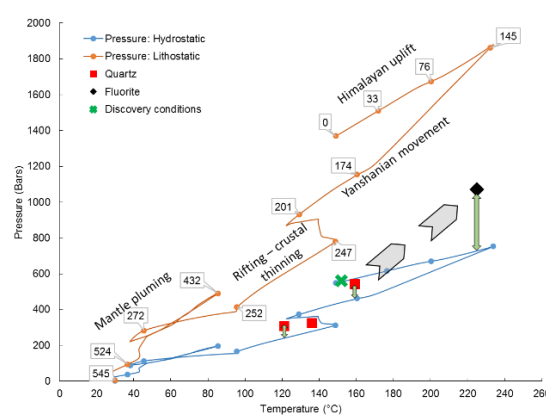 2000
1800
1600
1400
1200
1000
800
600
400
200
0
Pressure (Bars)
Pressure: Hydrostatic
Pressure: Lithostatic
Quartz
Fluorite
Discovery conditions
145
76
33
0
Himalayan uplift
174
Yanshanian movement
201
247
Rifting – crustal
thinning
432
Mantle pluming
272
252
524
545
20 40 60 80 100 120 140 160 180 200 220 240 260
Temperature (°C)